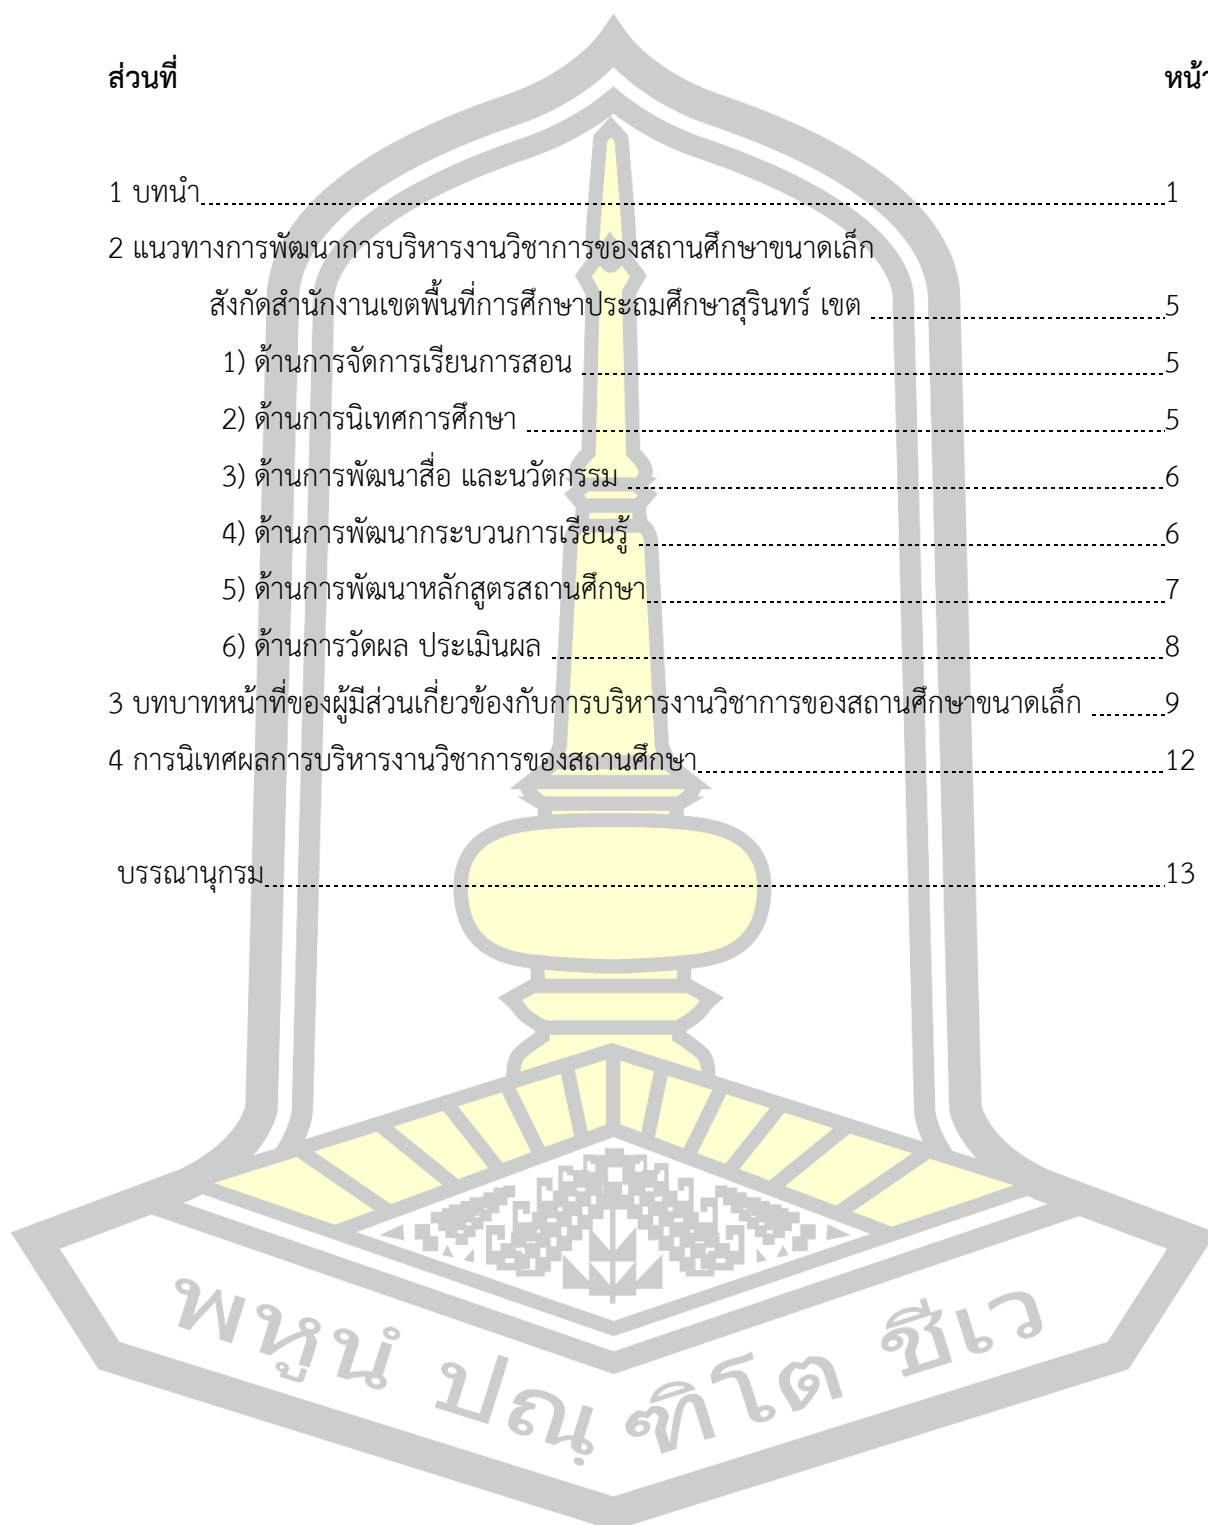 ส่วนที่ หน้า
1 บทนำ 1
2 แนวทางการพัฒนาการบริหารงานวิชาการของสถานศึกษาขนาดเล็ก
สังกัดสำนักงานเขตพื้นที่การศึกษาประถมศึกษาสุรินทร์ เขต 5
1) ด้านการจัดการเรียนการสอน 5
2) ด้านการนิเทศการศึกษา 5
3) ด้านการพัฒนาสื่อ และนวัตกรรม 6
4) ด้านการพัฒนากระบวนการเรียนรู้ 6
5) ด้านการพัฒนาหลักสูตรสถานศึกษา 7
6) ด้านการวัดผล ประเมินผล 8
3 บทบาทหน้าที่ของผู้มีส่วนเกี่ยวข้องกับการบริหารงานวิชาการของสถานศึกษาขนาดเล็ก 9
4 การนิเทศผลการบริหารงานวิชาการของสถานศึกษา 12
บรรณานุกรม 13
พหูนํ ปณฺฑิโต ชีเว